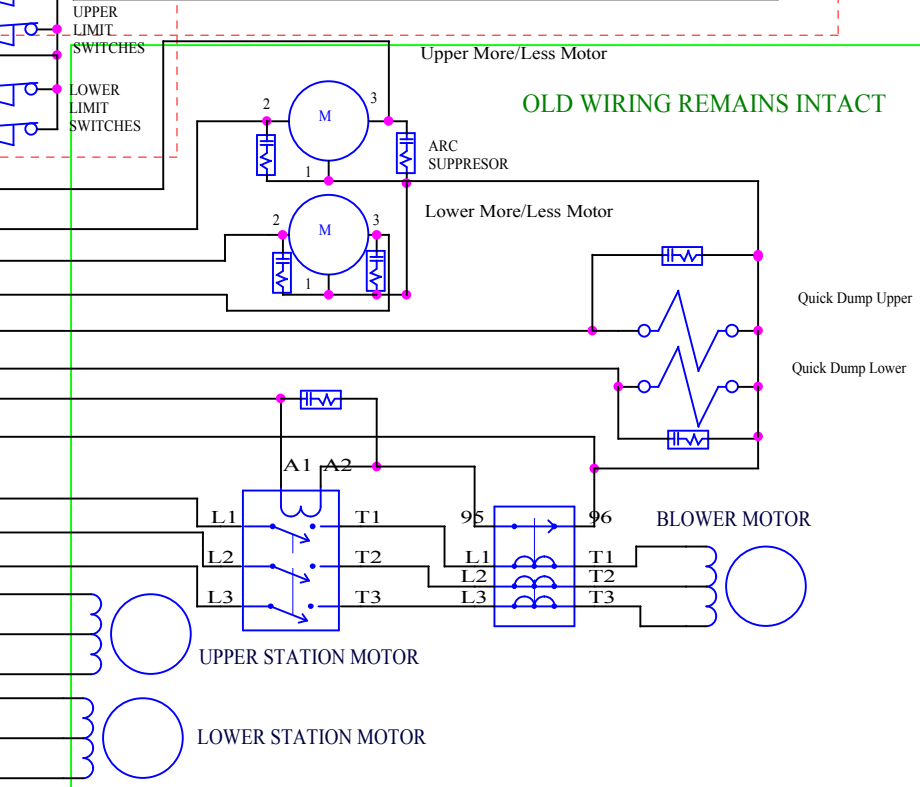 UPPER
LIMIT
SWITCHES
LOWER
LIMIT
SWITCHES
Upper More/Less Motor
OLD WIRING REMAINS INTACT
2
M
3
1
ARC
SUPPRESOR
Lower More/Less Motor
2
M
3
1
Quick Dump Upper
Quick Dump Lower
A1 A2
L1 T1
L2 T2
L3 T3
95 96
L1 T1
L2 T2
L3 T3
BLOWER MOTOR
UPPER STATION MOTOR
LOWER STATION MOTOR